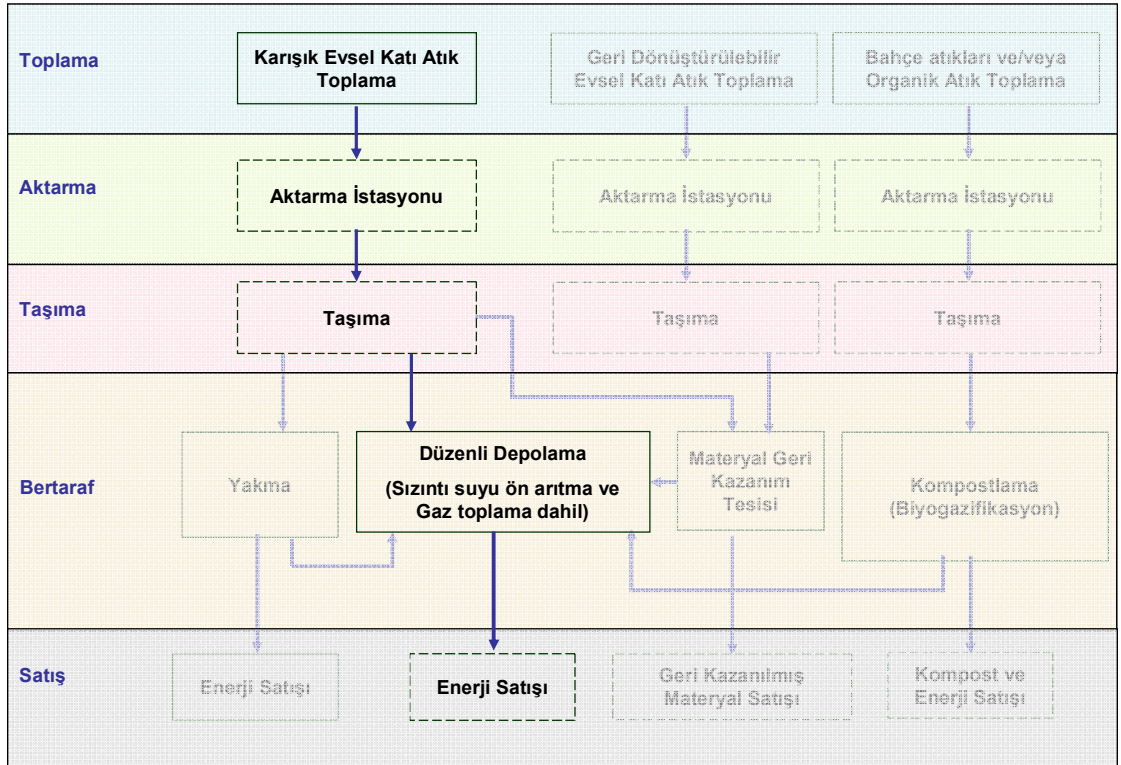 Toplama
Karışık Evsel Katı Atık
Toplama
Geri Dönüştürülebilir
Evsel Katı Atık Toplama
Bahçe atıkları ve/veya
Organik Atık Toplama
Aktarma
Aktarma İstasyonu
Aktarma İstasyonu
Aktarma İstasyonu
Taşıma
Taşıma
Taşıma
Taşıma
Bertaraf
Yakma
Düzenli Depolama
(Sızıntı suyu ön arıtma ve
Gaz toplama dahil)
Materyal Geri
Kazanım
Tesisi
Kompostlama
(Biyogazifikasyon)
Satış
Enerji Satışı
Enerji Satışı
Geri Kazanılmış
Materyal Satışı
Kompost ve
Enerji Satışı